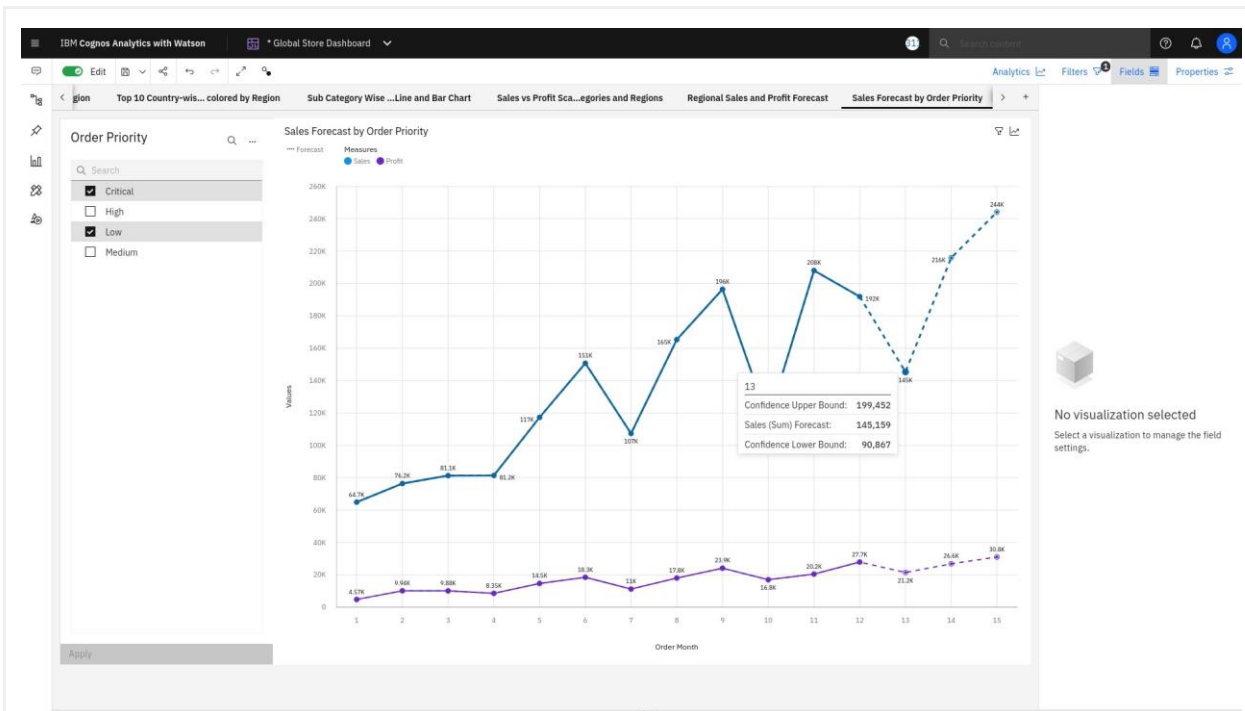 IBM Cognos Analytics with Watson
* Global Store Dashboard
Search content
Edit
Analytics
Filters
1
Fields
Properties
gion
Top 10 Country-wis... colored by Region
Sub Category Wise ...Line and Bar Chart
Sales vs Profit Sca...egories and Regions
Regional Sales and Profit Forecast
Sales Forecast by Order Priority
Order Priority
Search
Critical
High
Low
Medium
Apply
Sales Forecast by Order Priority
Forecast
Measures
Sales
Profit
Values
260K
240K
220K
200K
180K
160K
140K
120K
100K
80K
60K
40K
20K
0
64.7K
76.2K
81.1K
81.2K
117K
151K
107K
165K
196K
208K
192K
145K
216K
244K
13
Confidence Upper Bound: 199,452
Sales (Sum) Forecast: 145,159
Confidence Lower Bound: 90,867
4.57K
9.94K
9.88K
8.35K
14.5K
18.3K
11K
17.8K
23.9K
16.8K
20.2K
27.7K
21.2K
26.6K
30.8K
1 2 3 4 5 6 7 8 9 10 11 12 13 14 15
Order Month
No visualization selected
Select a visualization to manage the field
settings.